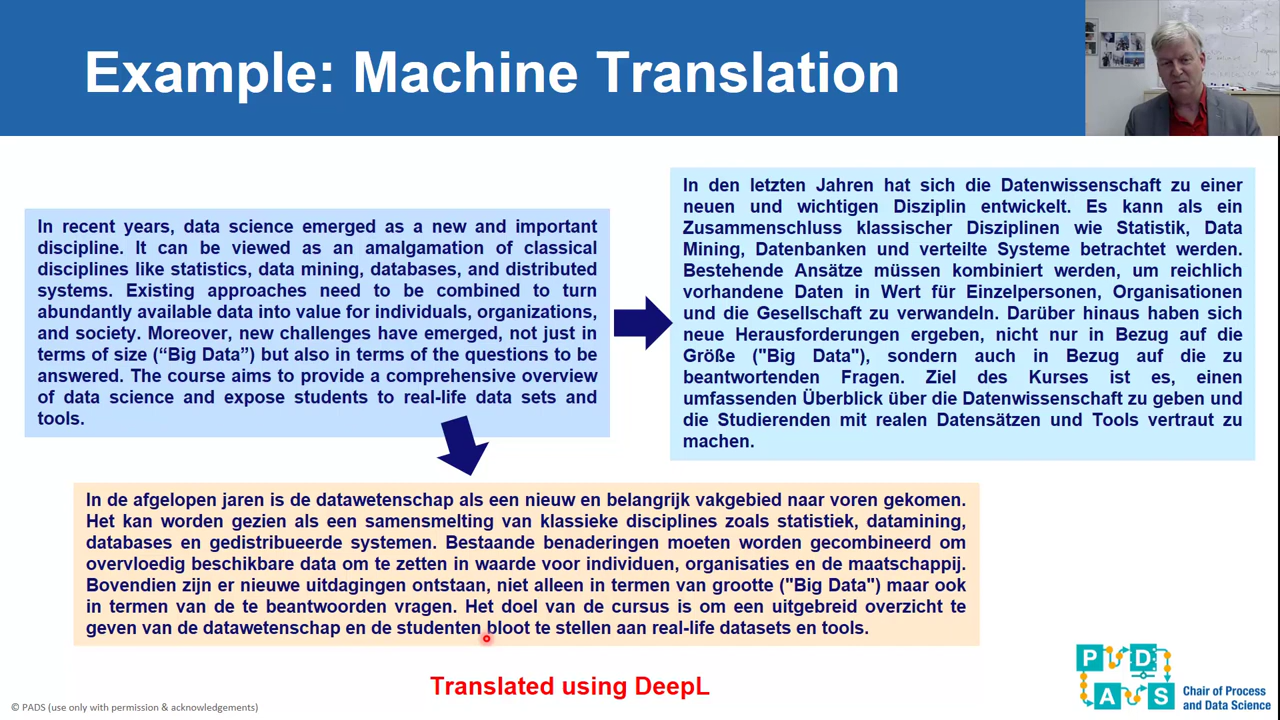 Example: Machine Translation
In recent years, data science emerged as a new and important
discipline. It can be viewed as an amalgamation of classical
disciplines like statistics, data mining, databases, and distributed
systems. Existing approaches need to be combined to turn
abundantly available data into value for individuals, organizations,
and society. Moreover, new challenges have emerged, not just in
terms of size (“Big Data”) but also in terms of the questions to be
answered. The course aims to provide a comprehensive overview
of data science and expose students to real-life data sets and
tools.
In den letzten Jahren hat sich die Datenwissenschaft zu einer
neuen und wichtigen Disziplin entwickelt. Es kann als ein
Zusammenschluss klassischer Disziplinen wie Statistik, Data
Mining, Datenbanken und verteilte Systeme betrachtet werden.
Bestehende Ansätze müssen kombiniert werden, um reichlich
vorhandene Daten in Wert für Einzelpersonen, Organisationen
und die Gesellschaft zu verwandeln. Darüber hinaus haben sich
neue Herausforderungen ergeben, nicht nur in Bezug auf die
Größe ("Big Data"), sondern auch in Bezug auf die zu
beantwortenden Fragen. Ziel des Kurses ist es, einen
umfassenden Überblick über die Datenwissenschaft zu geben und
die Studierenden mit realen Datensätzen und Tools vertraut zu
machen.
In de afgelopen jaren is de datawetenschap als een nieuw en belangrijk vakgebied naar voren gekomen.
Het kan worden gezien als een samensmelting van klassieke disciplines zoals statistiek, datamining,
databases en gedistribueerde systemen. Bestaande benaderingen moeten worden gecombineerd om
overvloedig beschikbare data om te zetten in waarde voor individuen, organisaties en de maatschappij.
Bovendien zijn er nieuwe uitdagingen ontstaan, niet alleen in termen van grootte ("Big Data") maar ook
in termen van de te beantwoorden vragen. Het doel van de cursus is om een uitgebreid overzicht te
geven van de datawetenschap en de studenten bloot te stellen aan real-life datasets en tools.
Translated using DeepL
© PADS (use only with permission & acknowledgements)
P D
A S
Chair of Process
and Data Science